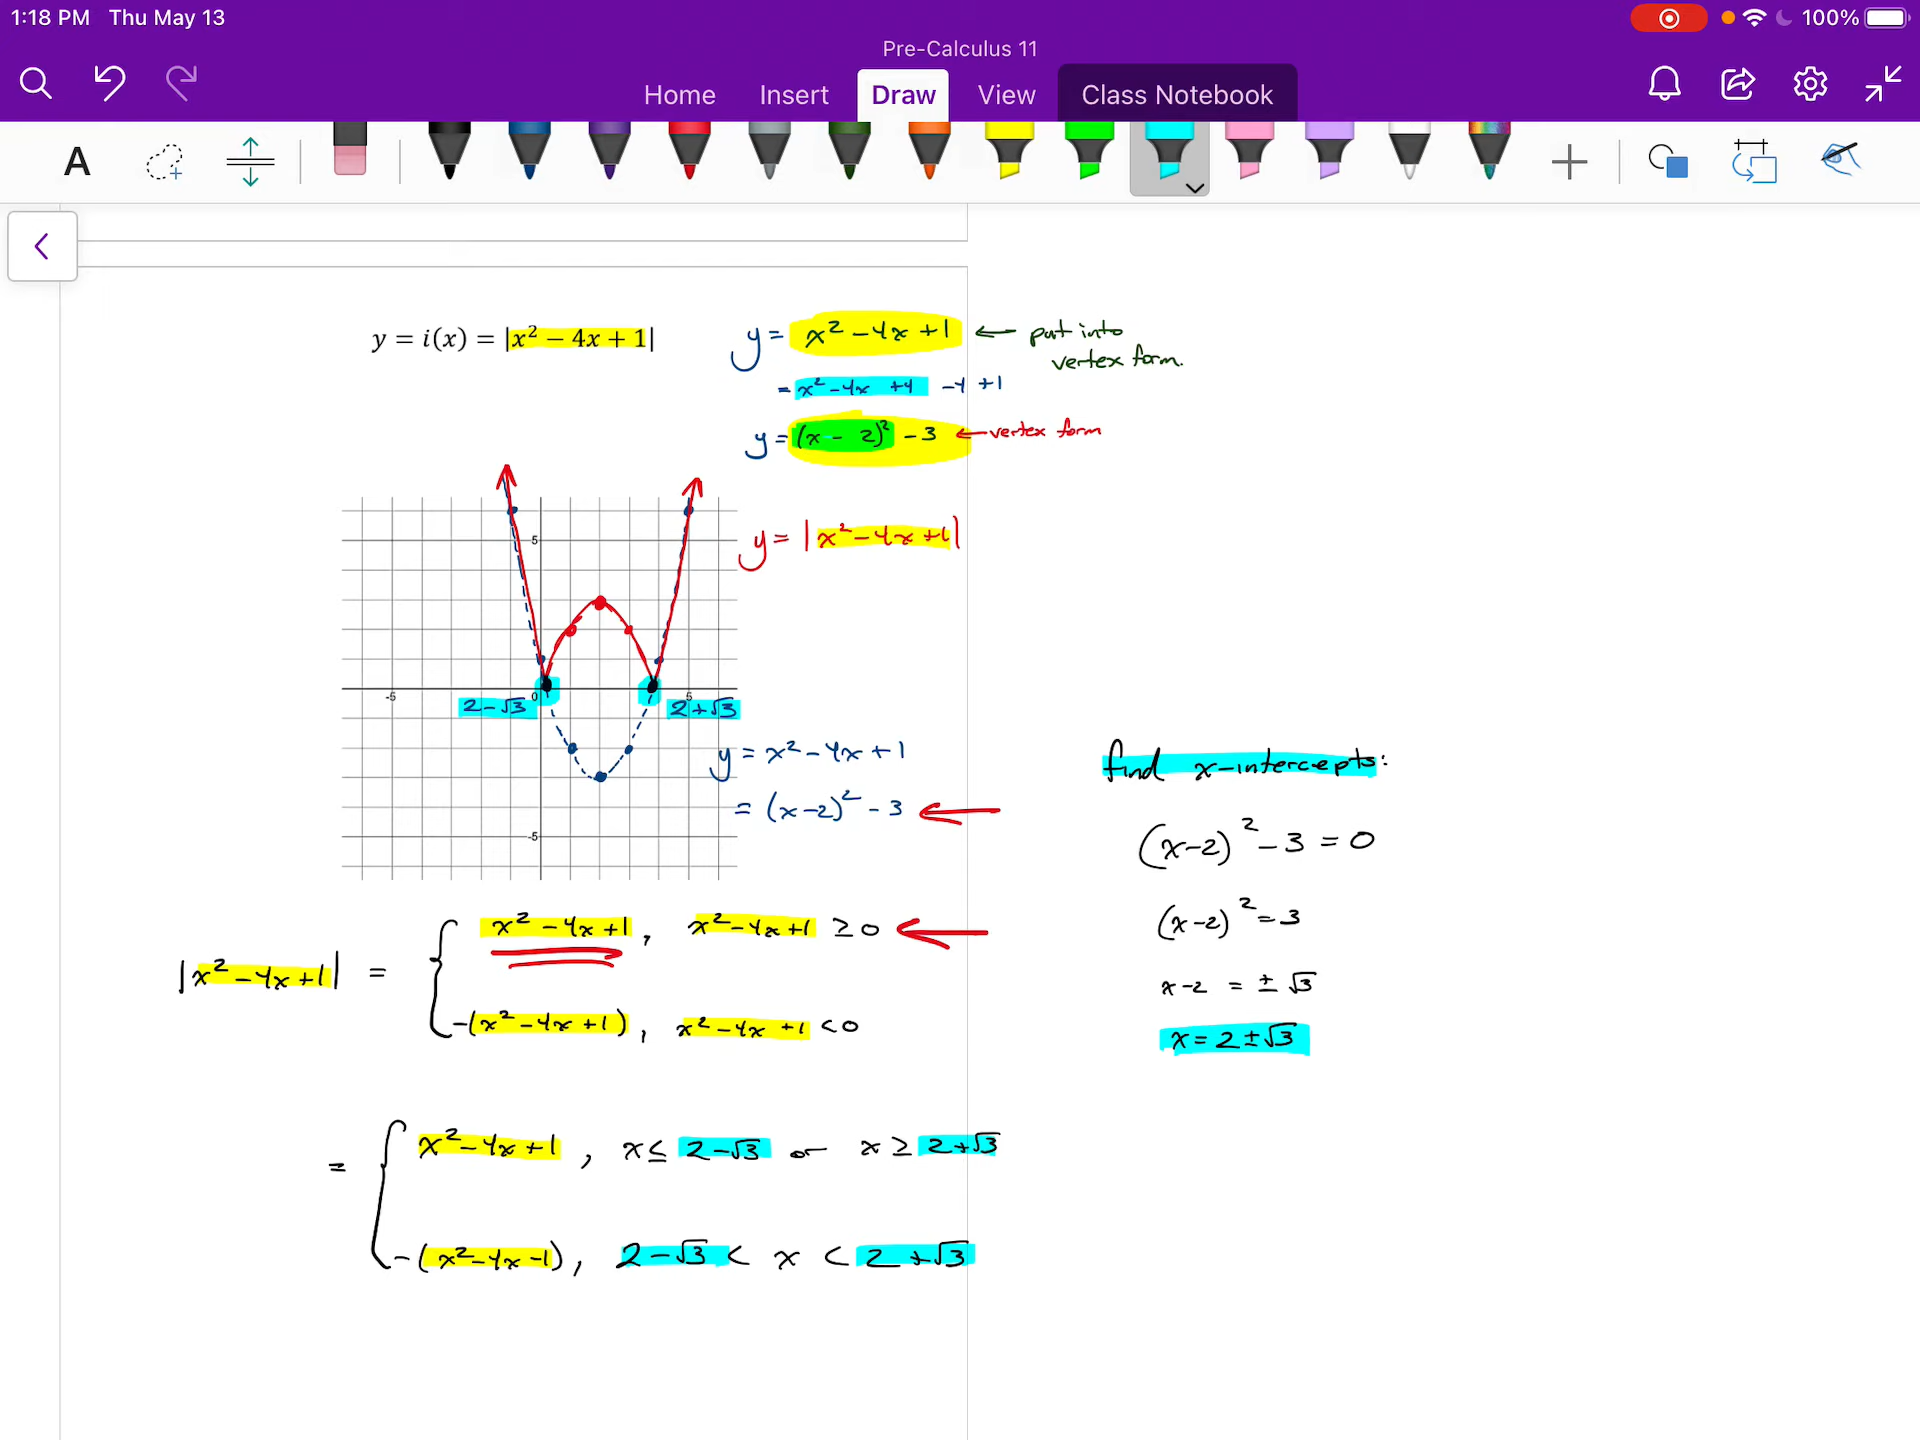 1:18 PM Thu May 13
100%
Pre-Calculus 11
Home Insert Draw View Class Notebook
A
y = i(x) = |x² − 4x + 1|
y = x² − 4x + 1 ← put into vertex form.
= x² − 4x + 4 − 4 + 1
y = (x − 2)² − 3 ← vertex form
y = |x² − 4x + 1|
5
-5 0 5
2 − √3 2 + √3
-5
y = x² − 4x + 1
= (x − 2)² − 3 ←
find x-intercepts:
(x − 2)² − 3 = 0
(x − 2)² = 3
x − 2 = ± √3
x = 2 ± √3
|x² − 4x + 1| = { x² − 4x + 1, x² − 4x + 1 ≥ 0 ←
−(x² − 4x + 1), x² − 4x + 1 < 0
= { x² − 4x + 1, x ≤ 2 − √3 or x ≥ 2 + √3
−(x² − 4x − 1), 2 − √3 < x < 2 + √3